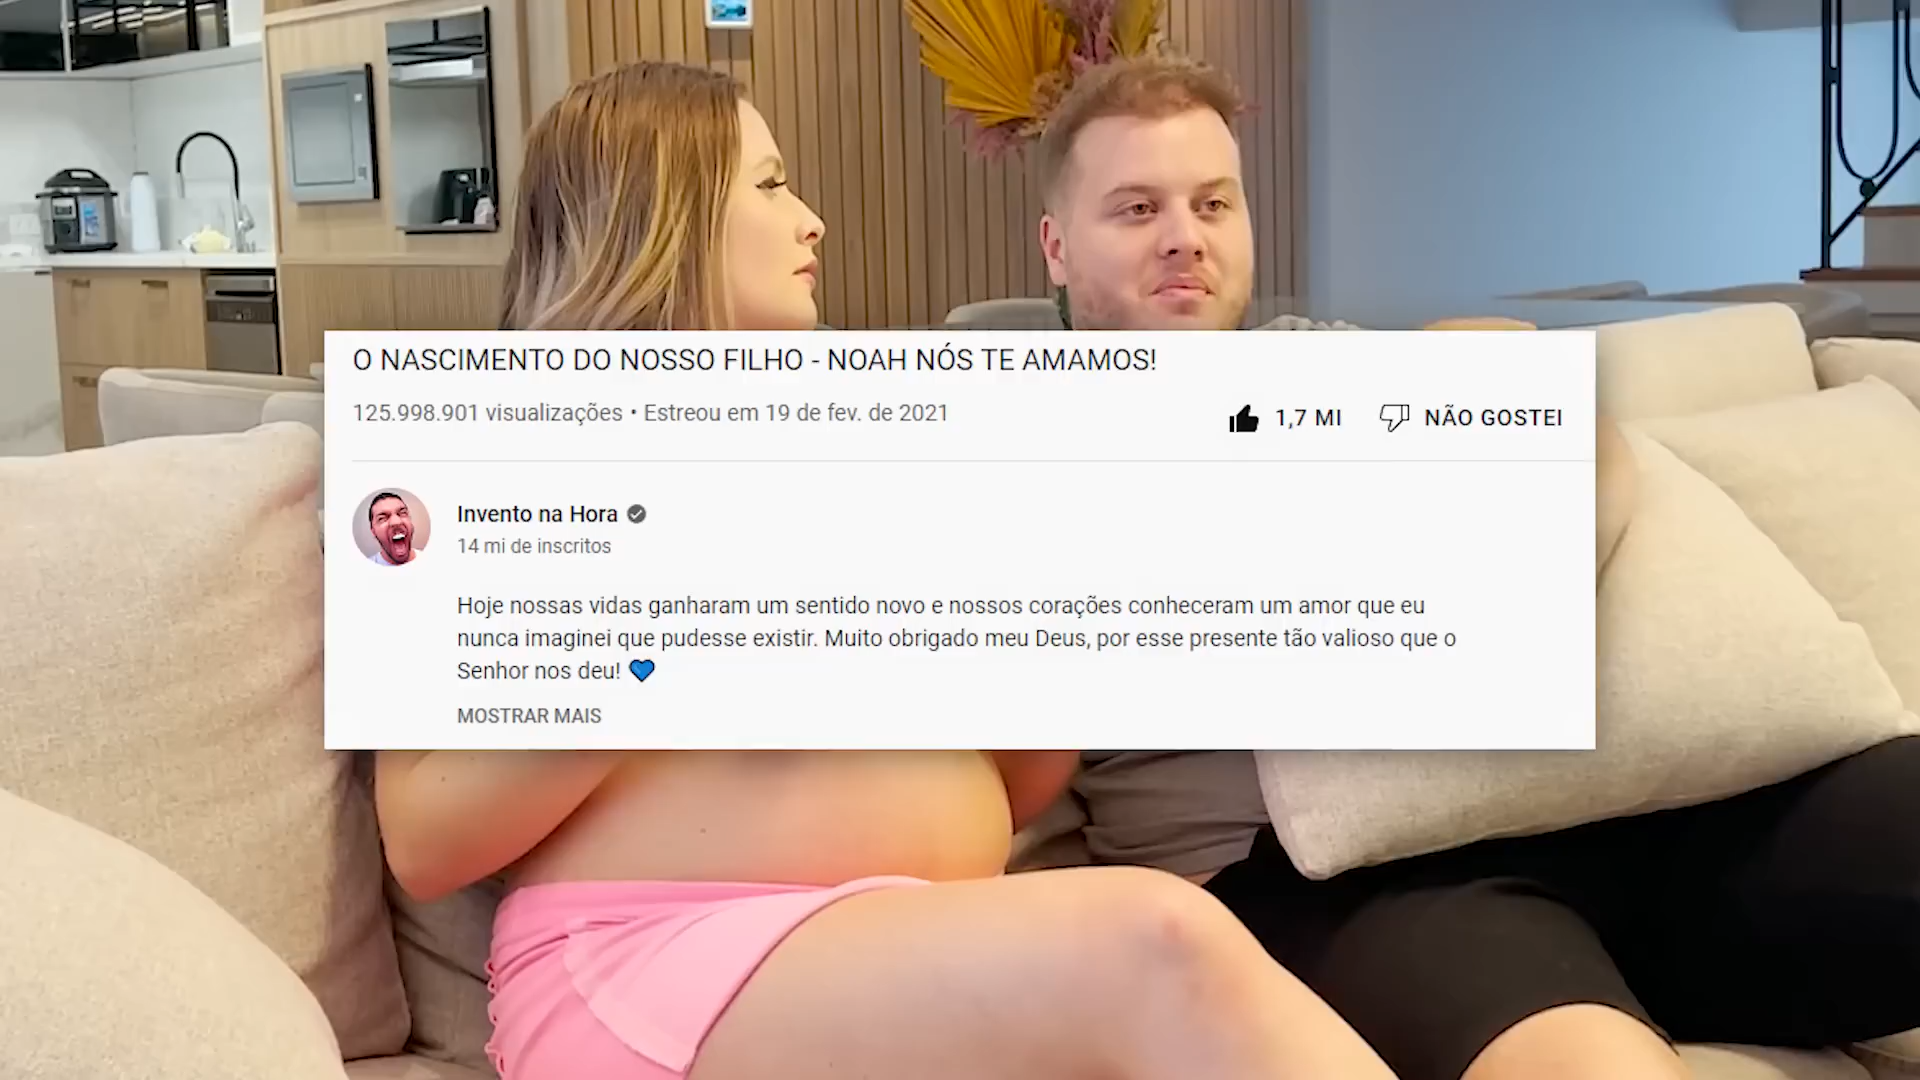 O NASCIMENTO DO NOSSO FILHO - NOAH NÓS TE AMAMOS!
125.998.901 visualizações • Estreou em 19 de fev. de 2021
1,7 MI NÃO GOSTEI
Invento na Hora
14 mi de inscritos
Hoje nossas vidas ganharam um sentido novo e nossos corações conheceram um amor que eu
nunca imaginei que pudesse existir. Muito obrigado meu Deus, por esse presente tão valioso que o
Senhor nos deu! 💙
MOSTRAR MAIS